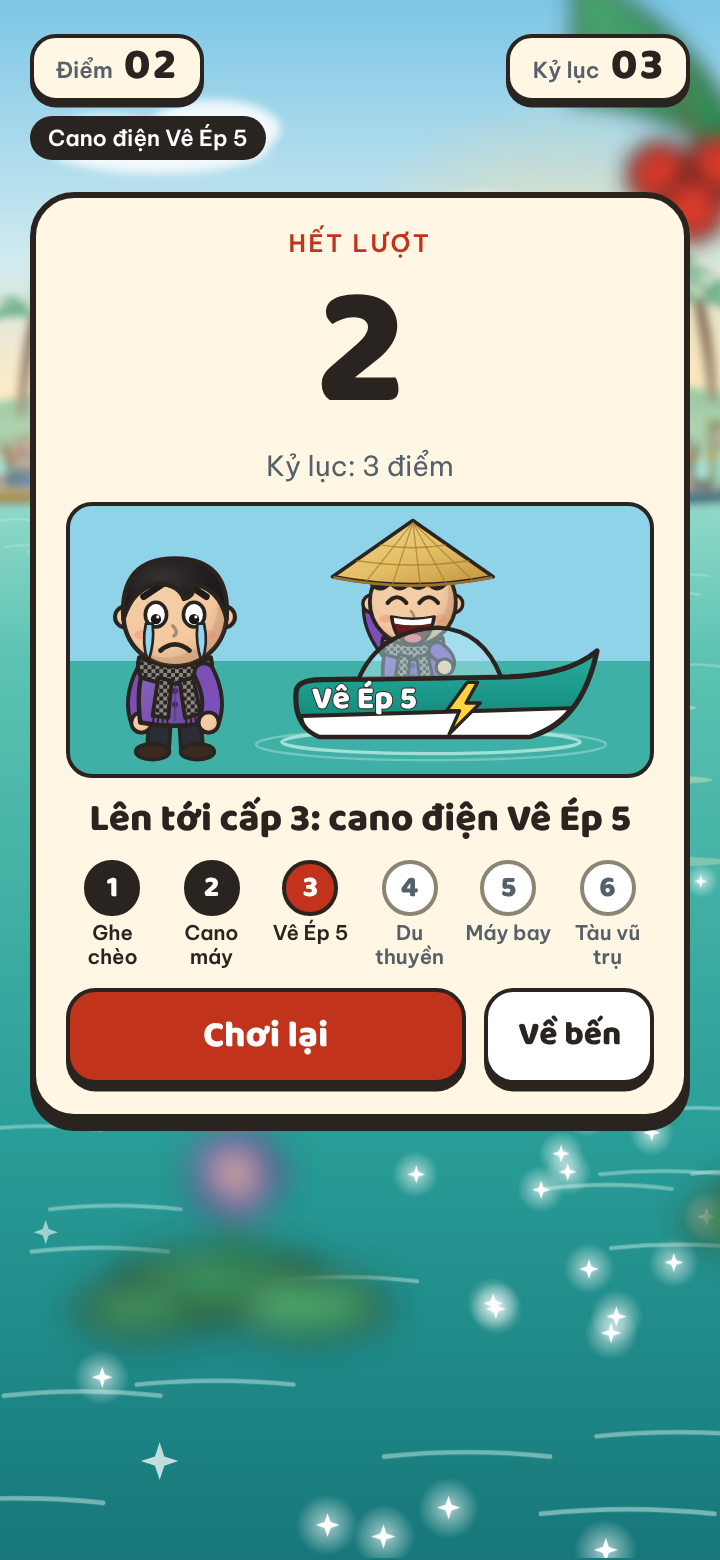 Điểm 02
Kỷ lục 03
Cano điện Vê Ép 5
HẾT LƯỢT
2
Kỷ lục: 3 điểm
Vê Ép 5
Lên tới cấp 3: cano điện Vê Ép 5
1
2
3
4
5
6
Ghe
chèo
Cano
máy
Vê Ép 5
Du
thuyền
Máy bay
Tàu vũ
trụ
Chơi lại
Về bến